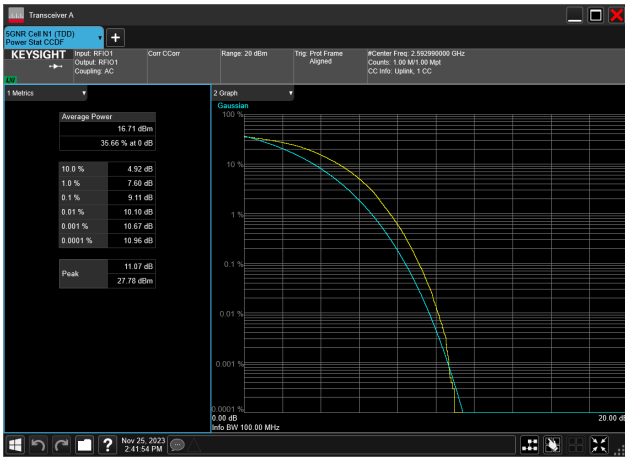 Transceiver A
5GNR Cell N1 (TDD)
Power Stat CCDF
KEYSIGHT
LXI
Input: RFIO1
Output: RFIO1
Coupling: AC
Corr CCorr
Range: 20 dBm
Trig: Prot Frame
Aligned
#Center Freq: 2.592990000 GHz
Counts: 1.00 M/1.00 Mpt
CC Info: Uplink, 1 CC
1 Metrics
Average Power
16.71 dBm
35.66 % at 0 dB
10.0 % 4.92 dB
1.0 % 7.60 dB
0.1 % 9.11 dB
0.01 % 10.10 dB
0.001 % 10.67 dB
0.0001 % 10.96 dB
Peak
11.07 dB
27.78 dBm
2 Graph
Gaussian
100 %
10 %
1 %
0.1 %
0.01 %
0.001 %
0.0001 %
0.00 dB
20.00 dB
Info BW 100.00 MHz
Nov 25, 2023
2:41:54 PM